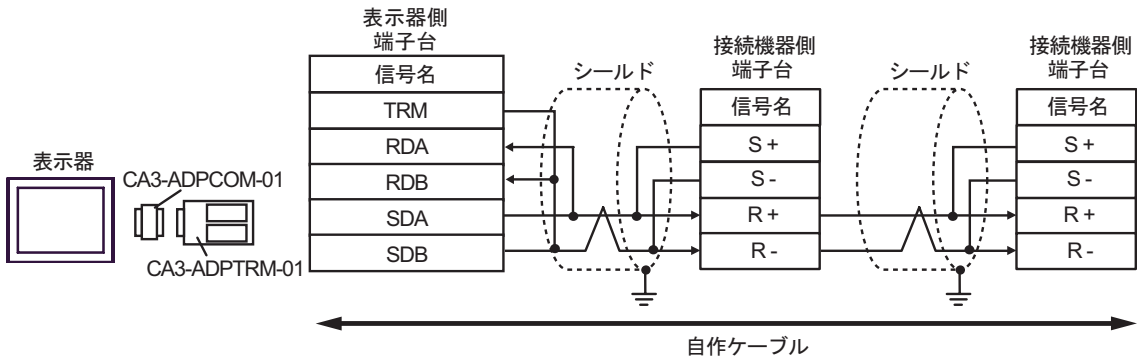 表示器
CA3-ADPCOM-01
CA3-ADPTRM-01
表示器側
端子台
信号名
TRM
RDA
RDB
SDA
SDB
シールド
接続機器側
端子台
信号名
S +
S -
R +
R -
シールド
接続機器側
端子台
信号名
S +
S -
R +
R -
自作ケーブル